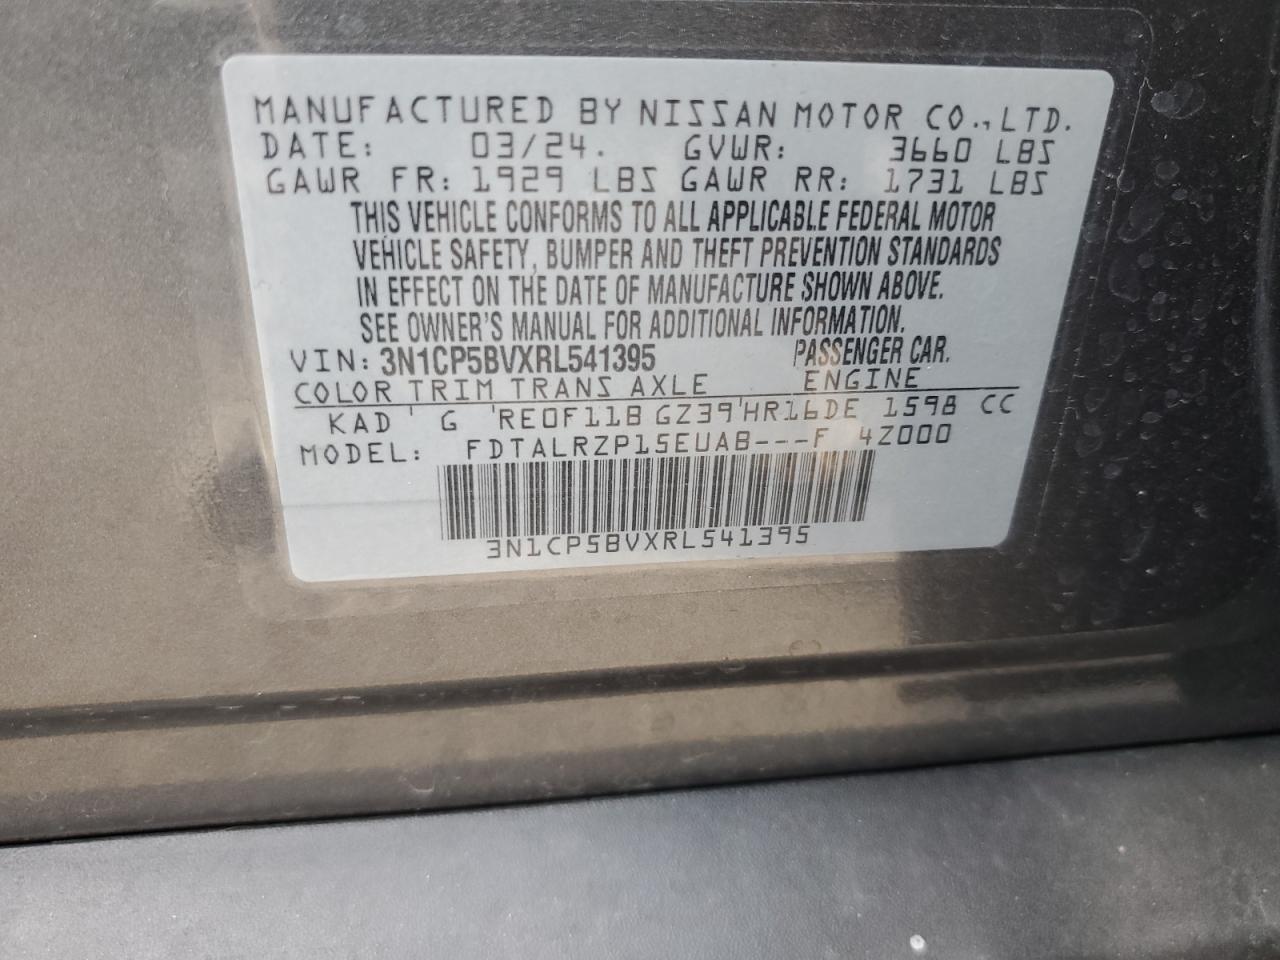 MANUFACTURED BY NISSAN MOTOR CO., LTD.
DATE: 03/24. GVWR: 3660 LBS
GAWR FR: 1929 LBS GAWR RR: 1731 LBS
THIS VEHICLE CONFORMS TO ALL APPLICABLE FEDERAL MOTOR
VEHICLE SAFETY, BUMPER AND THEFT PREVENTION STANDARDS
IN EFFECT ON THE DATE OF MANUFACTURE SHOWN ABOVE.
SEE OWNER'S MANUAL FOR ADDITIONAL INFORMATION.
VIN: 3N1CP5BVXRL541395 PASSENGER CAR.
COLOR TRIM TRANS AXLE ENGINE
KAD ' G 'RE0F11B GZ39'HR16DE 1598 CC
MODEL: FDTALRZP15EUAB---F 4Z000
3N1CP5BVXRL541395